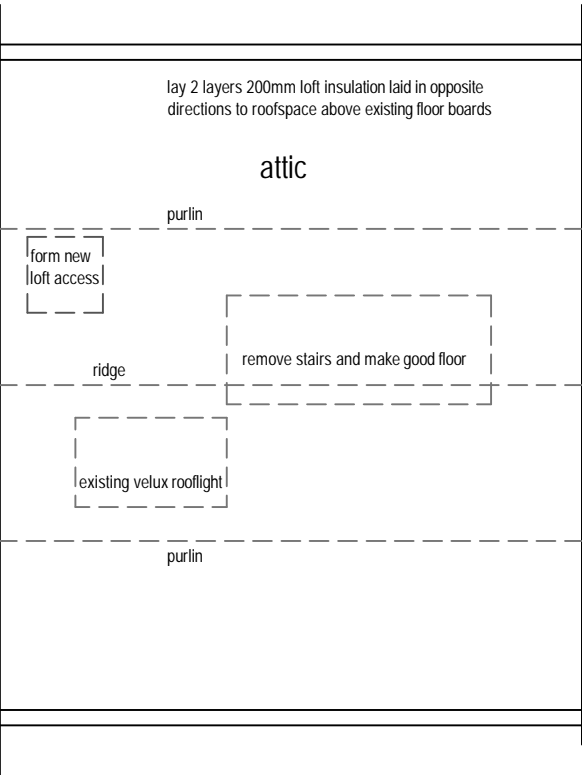 lay 2 layers 200mm loft insulation laid in opposite
directions to roofspace above existing floor boards
attic
purlin
form new
loft access
remove stairs and make good floor
ridge
existing velux rooflight
purlin